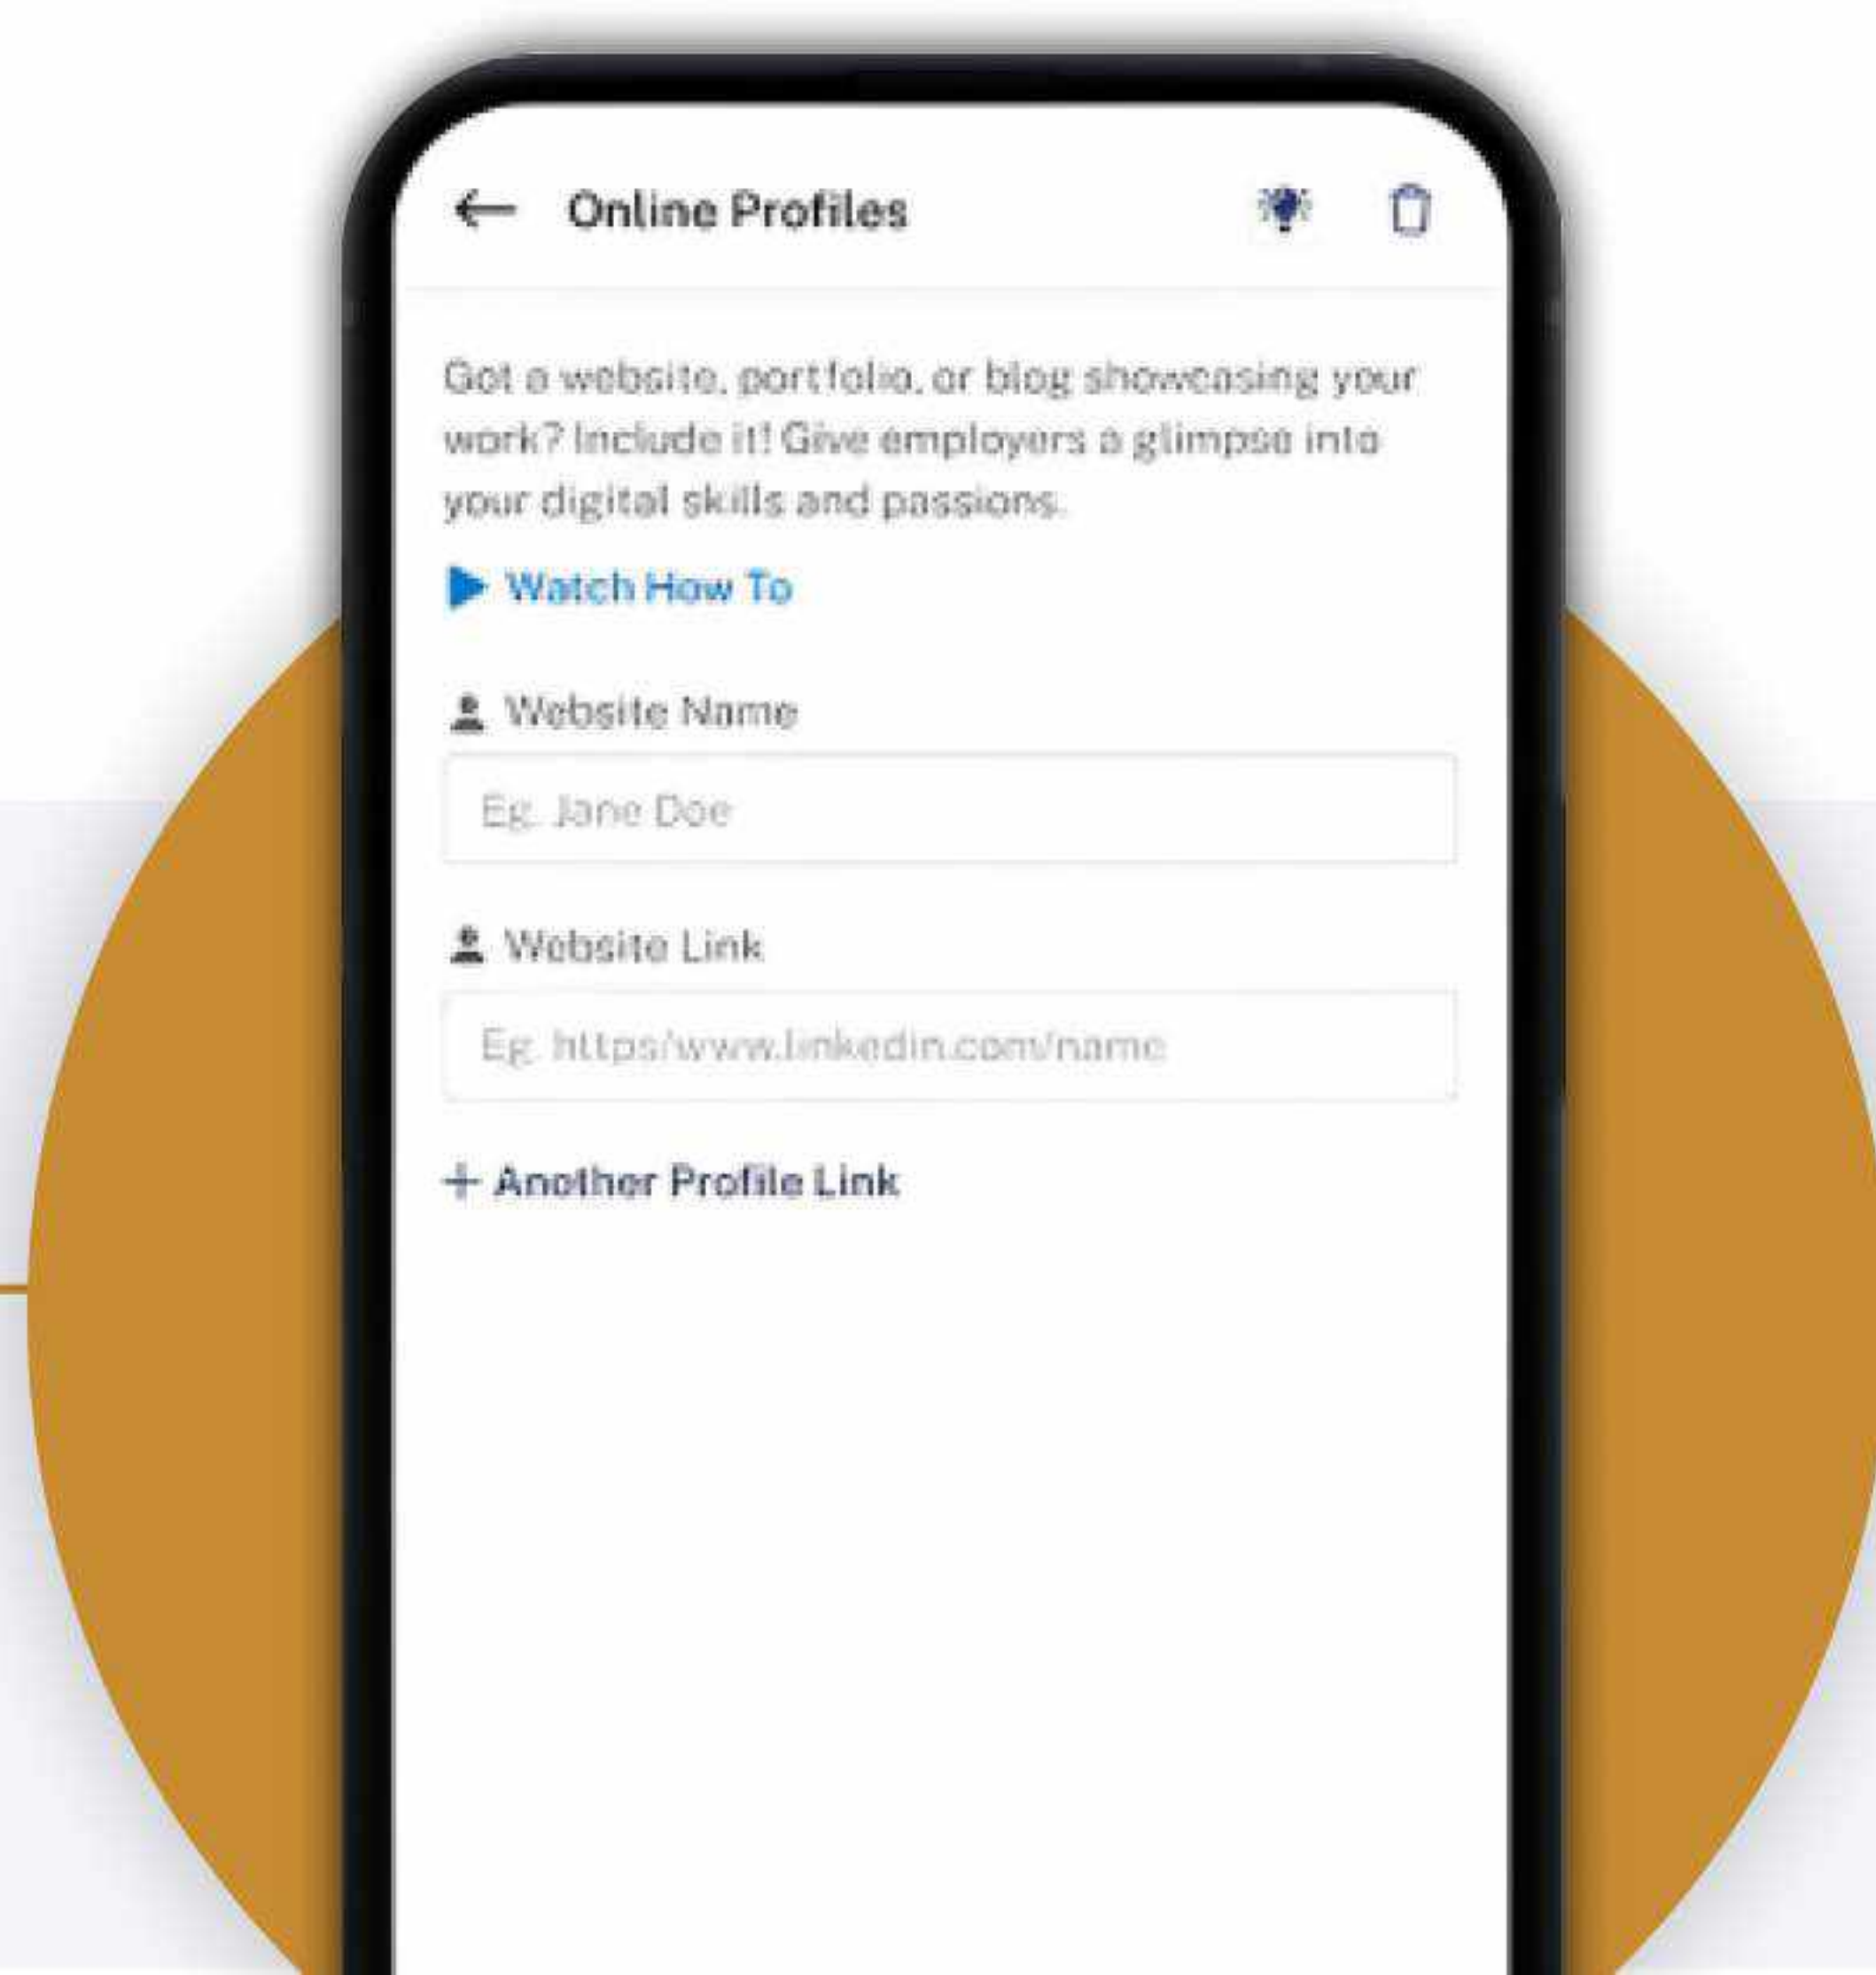 Online Profiles
Got a website, portfolio, or blog showcasing your
work? Include it! Give employers a glimpse into
your digital skills and passions.
Watch How To
Website Name
Eg. Jane Doe
Website Link
Eg. https/www.linkedin.com/name
+ Another Profile Link